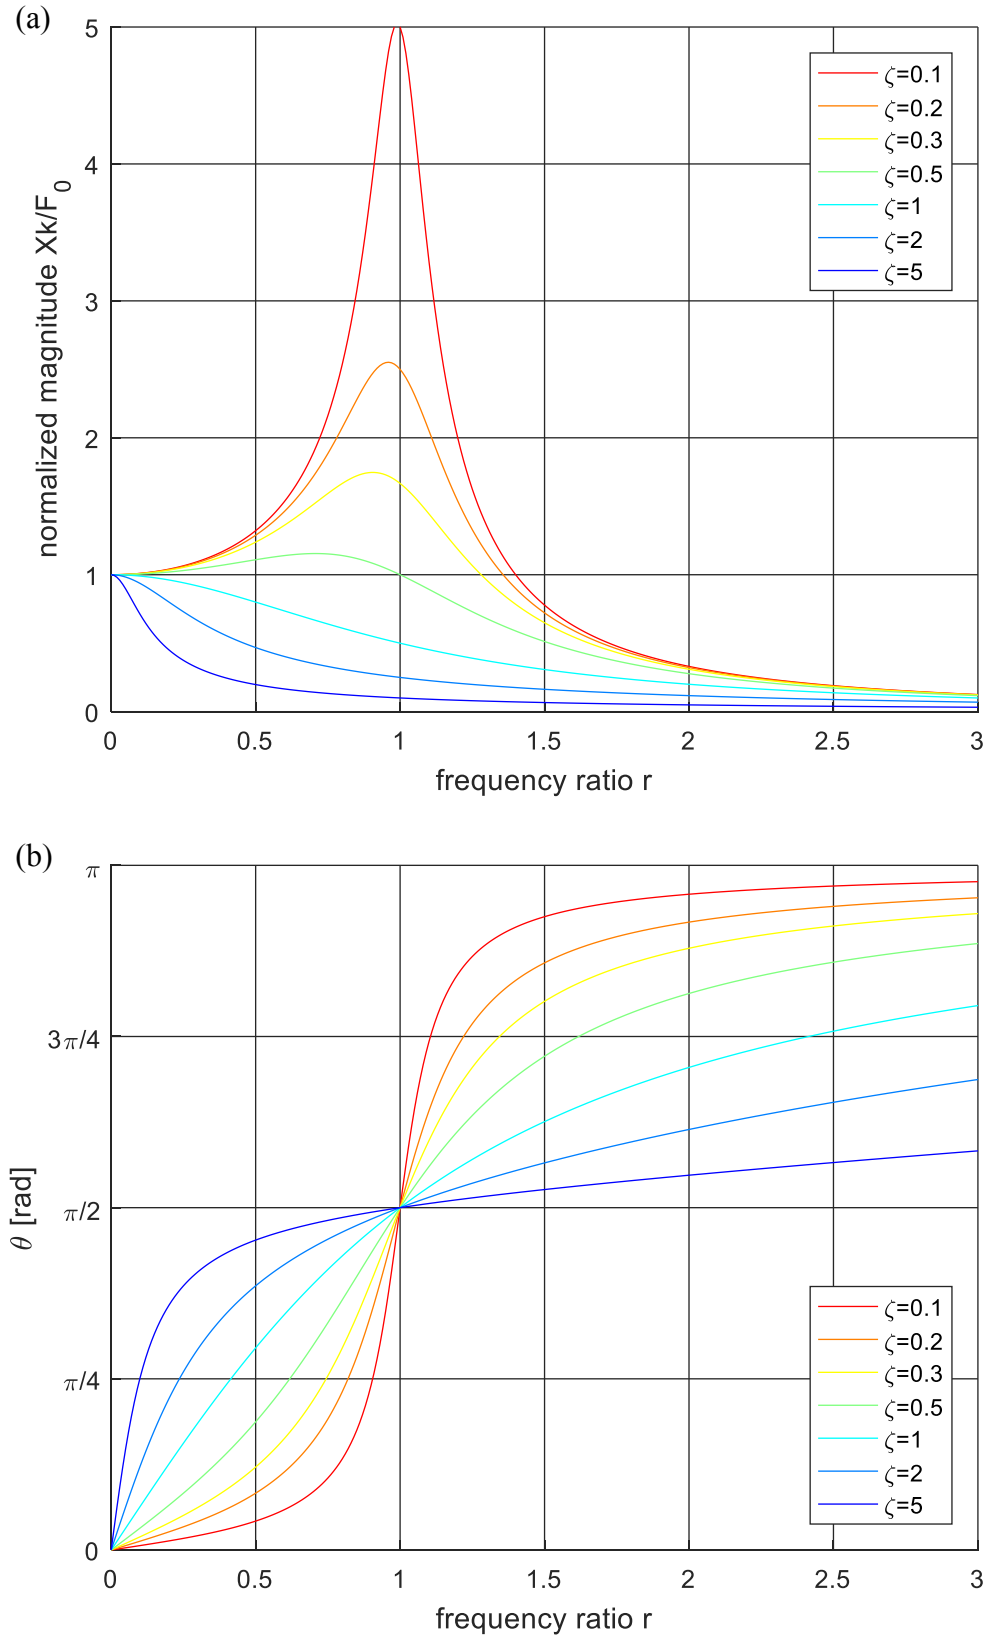 (a)
5
4
3
2
1
0
normalized magnitude Xk/F₀
0 0.5 1 1.5 2 2.5 3
frequency ratio r
ζ=0.1
ζ=0.2
ζ=0.3
ζ=0.5
ζ=1
ζ=2
ζ=5
(b)
π
3π/4
π/2
π/4
0
θ [rad]
0 0.5 1 1.5 2 2.5 3
frequency ratio r
ζ=0.1
ζ=0.2
ζ=0.3
ζ=0.5
ζ=1
ζ=2
ζ=5